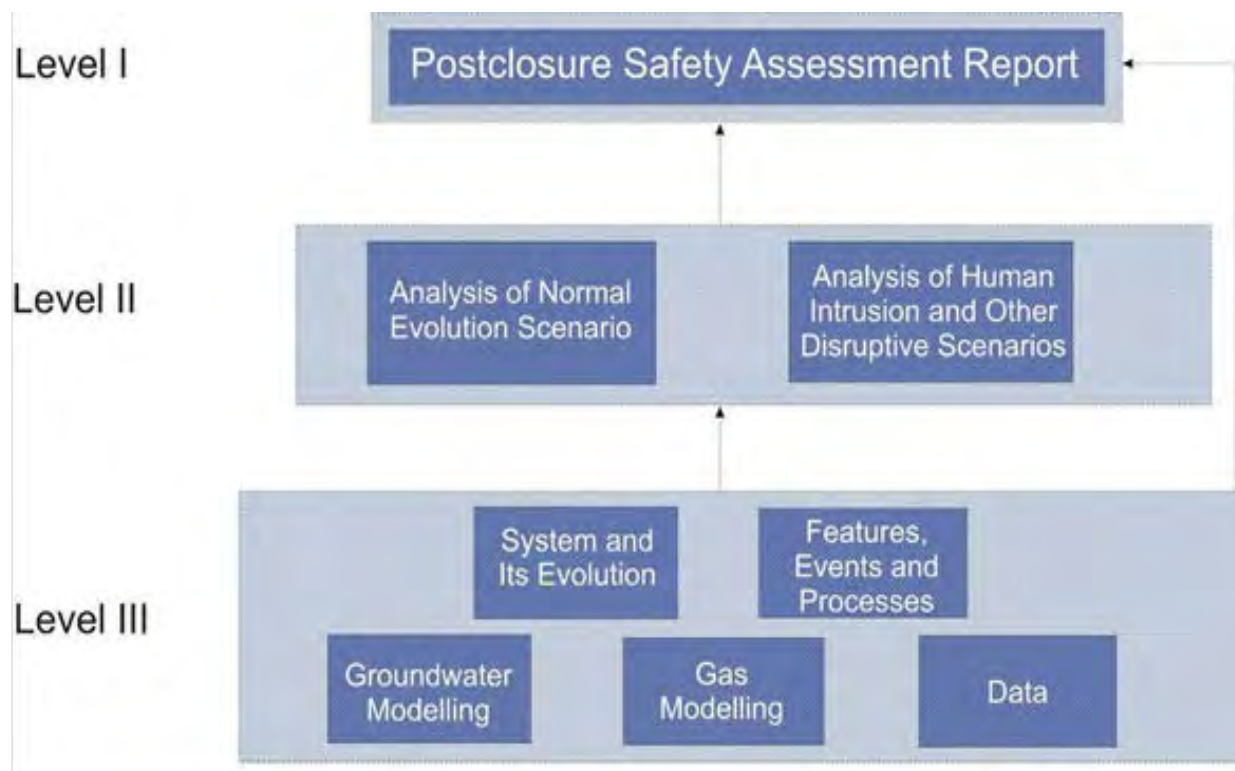 Level I
Postclosure Safety Assessment Report
Level II
Analysis of Normal
Evolution Scenario
Analysis of Human
Intrusion and Other
Disruptive Scenarios
Level III
System and
Its Evolution
Features,
Events and
Processes
Groundwater
Modelling
Gas
Modelling
Data